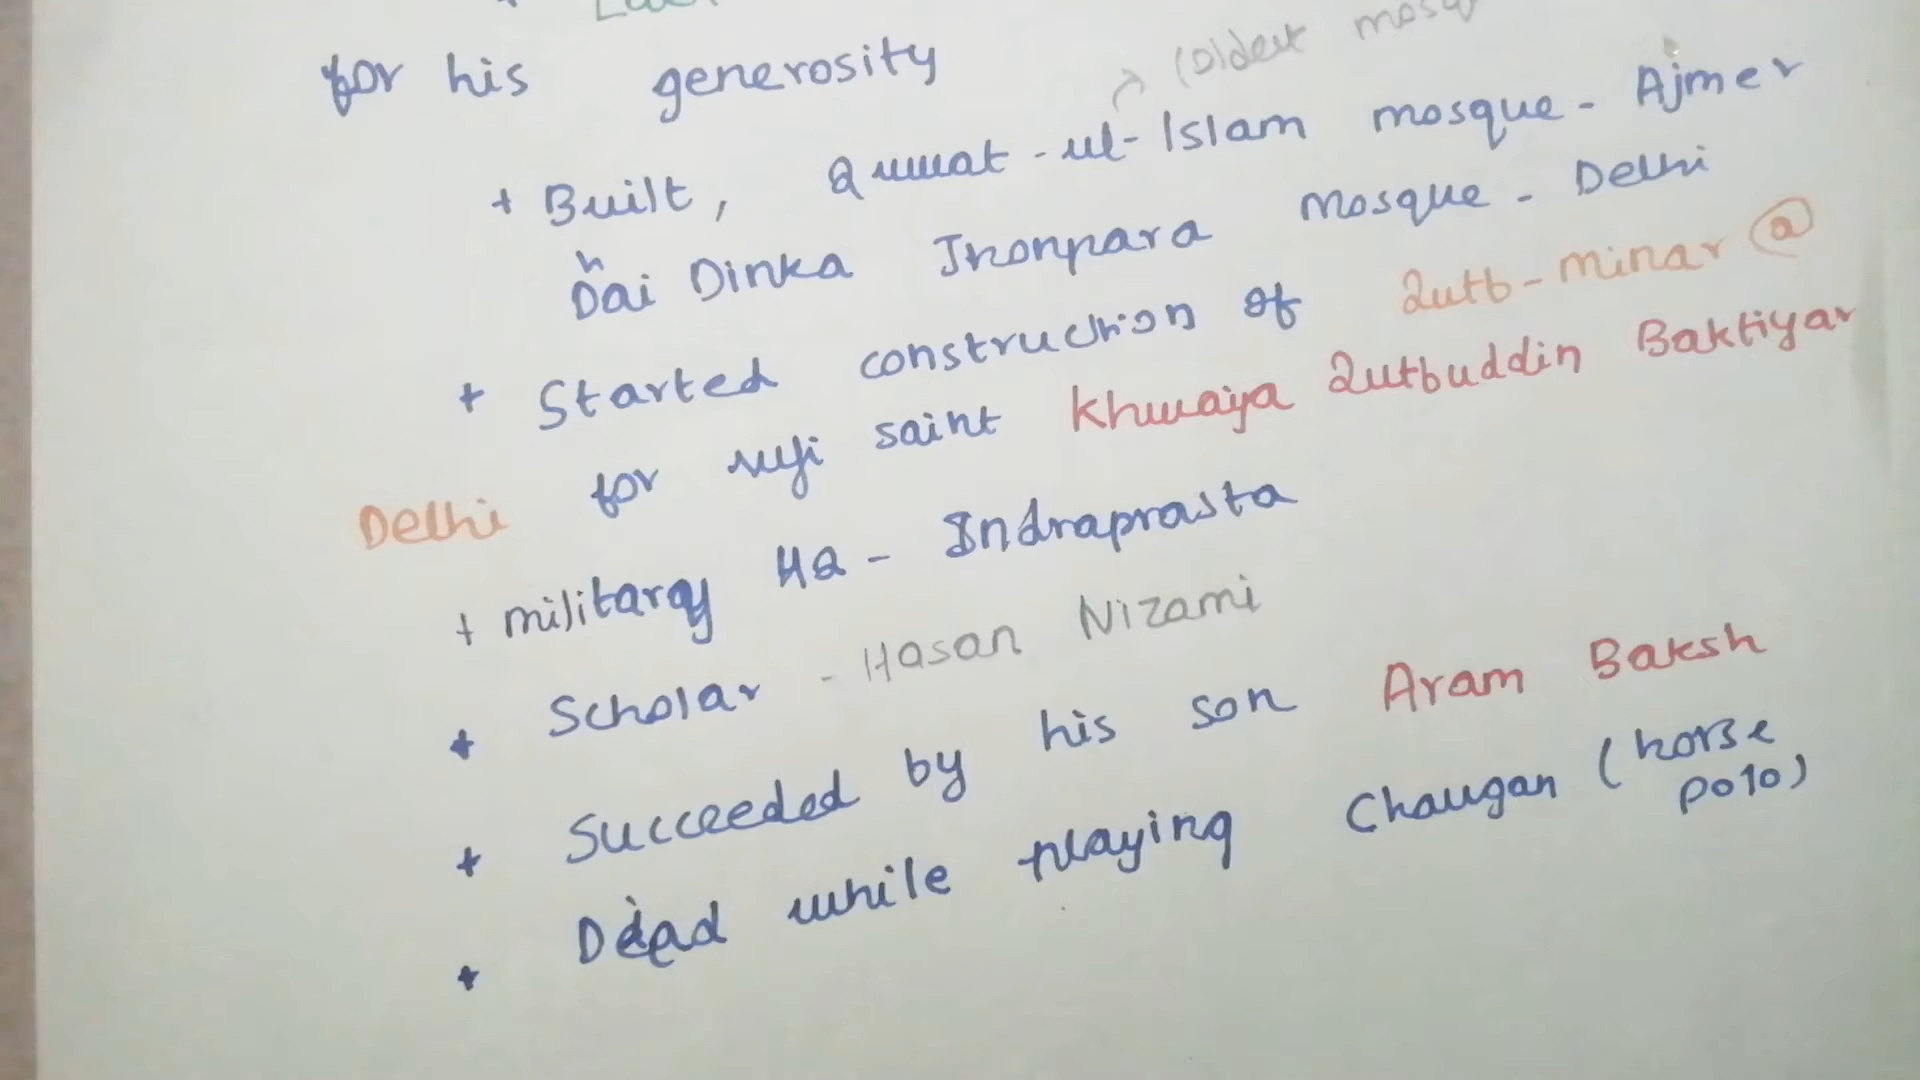 for his generosity
(oldest
+ Built, Quwat-ul-Islam mosque - Ajmer
Dhai Dinka Jhonpara mosque - Delhi
+ Started construction of Qutb-minar @
Delhi for sufi saint Khwaja Qutbuddin Baktiyar
+ military HQ - Indraprasta
+ Scholar - Hasan Nizami
+ Succeeded by his son Aram Baksh
+ Dead while playing Chaugan (horse
polo)